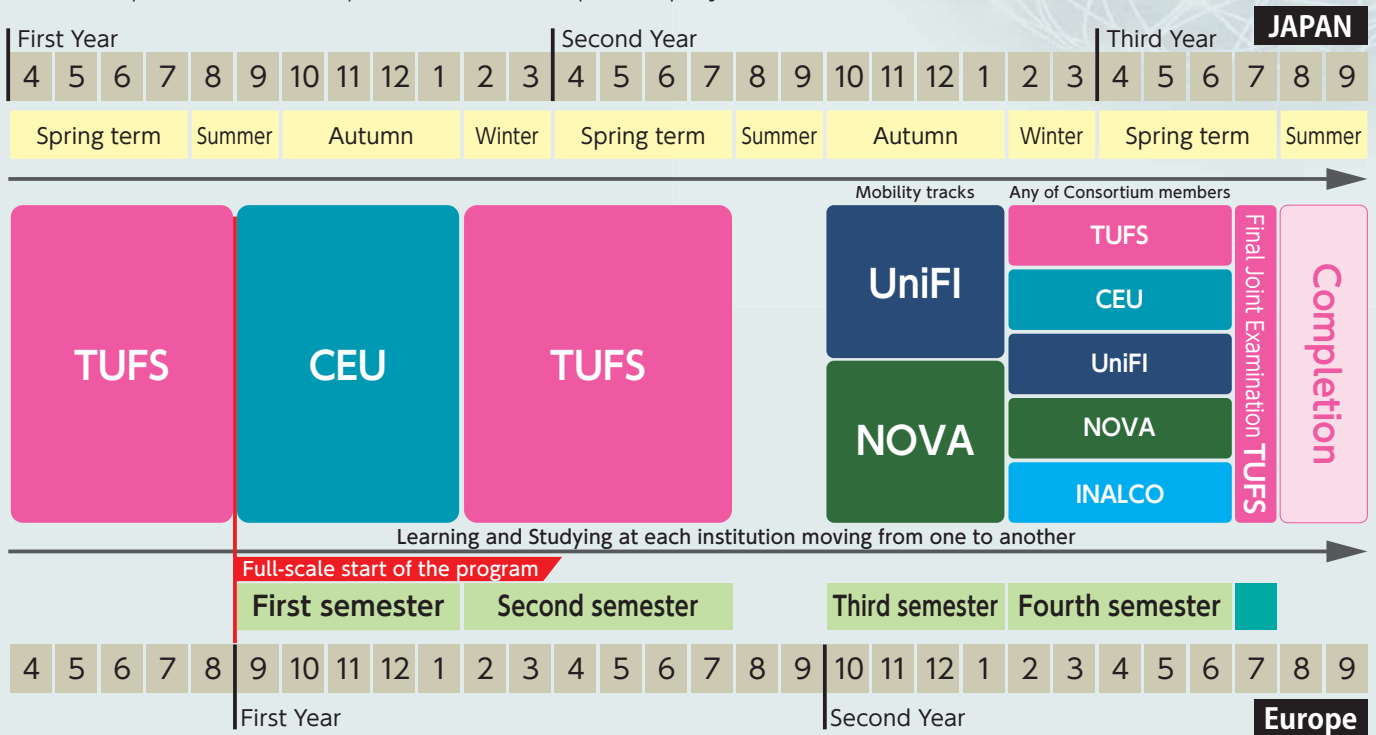 JAPAN
First Year Second Year Third Year
4 5 6 7 8 9 10 11 12 1 2 3 4 5 6 7 8 9 10 11 12 1 2 3 4 5 6 7 8 9
Spring term Summer Autumn Winter Spring term Summer Autumn Winter Spring term Summer
Mobility tracks Any of Consortium members
TUFS
CEU
TUFS
UniFI
NOVA
TUFS
CEU
UniFI
NOVA
INALCO
Final Joint Examination TUFS
Completion
Learning and Studying at each institution moving from one to another
Full-scale start of the program
First semester Second semester Third semester Fourth semester
4 5 6 7 8 9 10 11 12 1 2 3 4 5 6 7 8 9 10 11 12 1 2 3 4 5 6 7 8 9
First Year Second Year
Europe